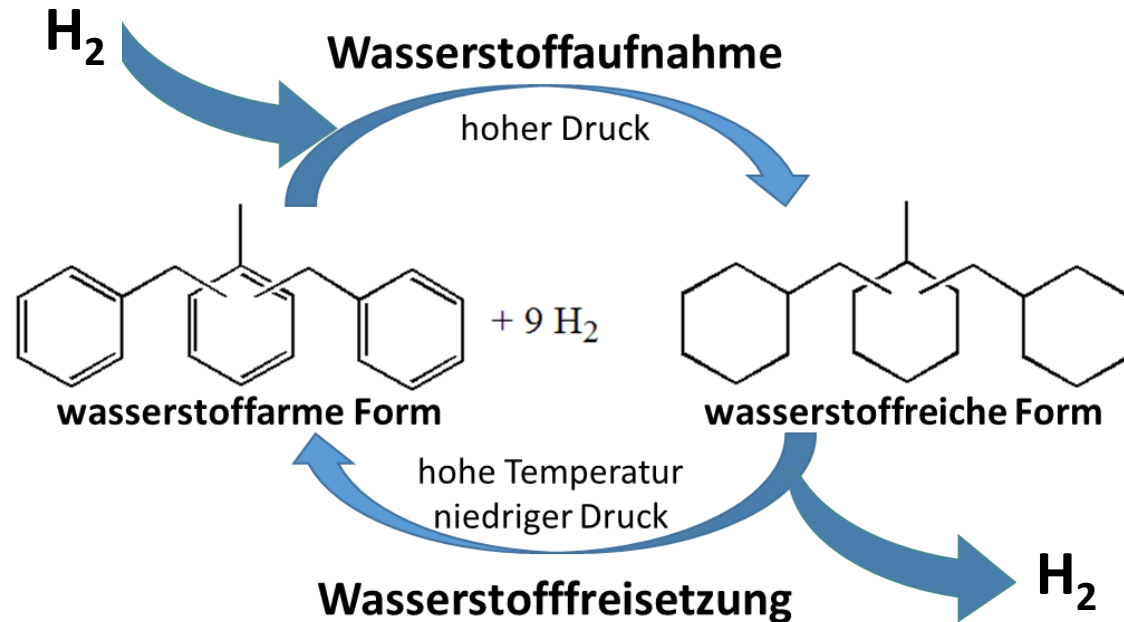 H₂
Wasserstoffaufnahme
hoher Druck
+ 9 H₂
wasserstoffarme Form
wasserstoffreiche Form
hohe Temperatur
niedriger Druck
Wasserstofffreisetzung
H₂